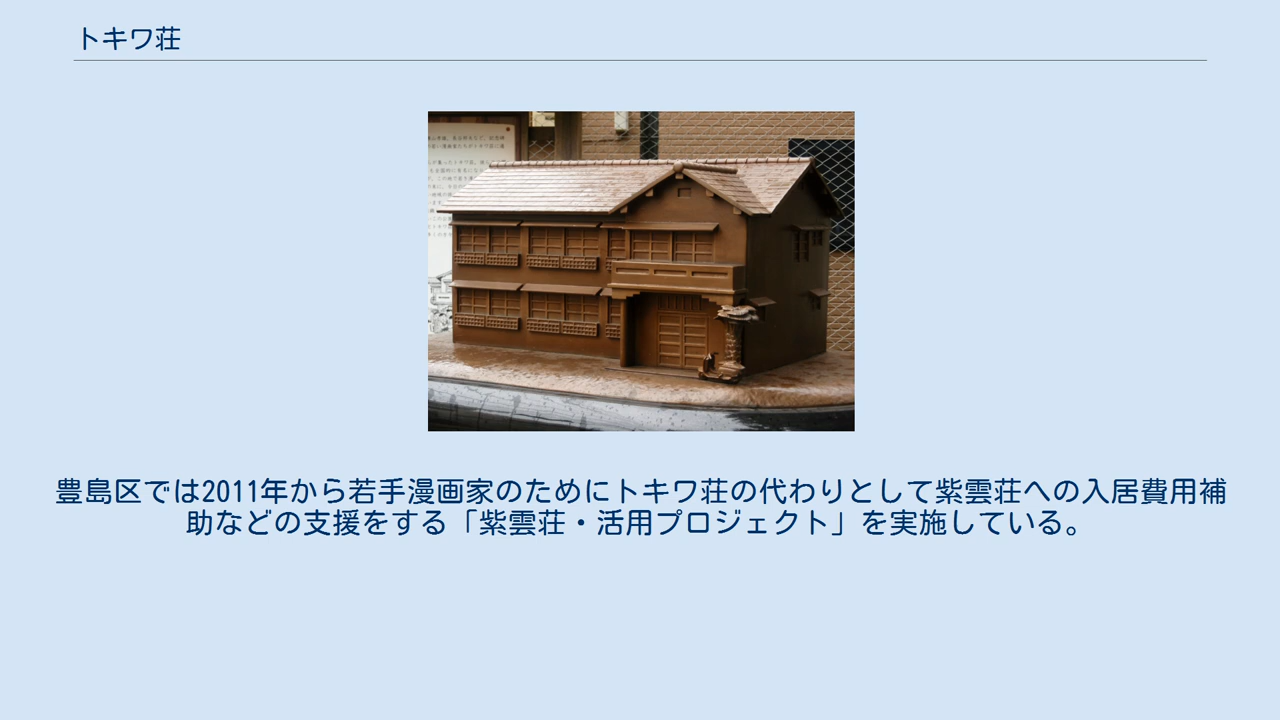 トキワ荘
豊島区では2011年から若手漫画家のためにトキワ荘の代わりとして紫雲荘への入居費用補
助などの支援をする「紫雲荘・活用プロジェクト」を実施している。